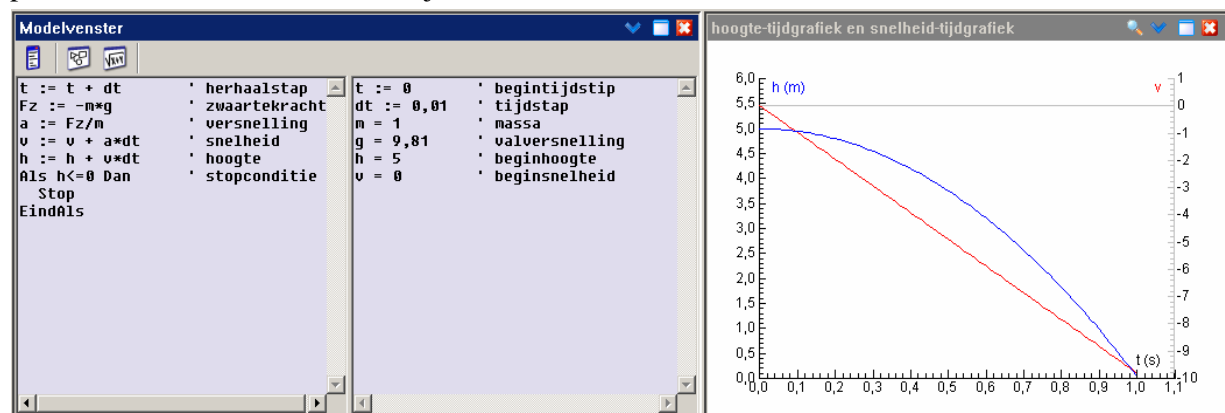 Modelvenster
t := t + dt ' herhaalstap
Fz := -m*g ' zwaartekracht
a := Fz/m ' versnelling
v := v + a*dt ' snelheid
h := h + v*dt ' hoogte
Als h<=0 Dan ' stopconditie
Stop
EindAls
t := 0 ' begintijdstip
dt := 0,01 ' tijdstap
m = 1 ' massa
g = 9,81 ' valversnelling
h = 5 ' beginhoogte
v = 0 ' beginsnelheid
hoogte-tijdgrafiek en snelheid-tijdgrafiek
h (m)
v
6,0
5,5
5,0
4,5
4,0
3,5
3,0
2,5
2,0
1,5
1,0
0,5
0,0
1
0
-1
-2
-3
-4
-5
-6
-7
-8
-9
-10
t (s)
0,0 0,1 0,2 0,3 0,4 0,5 0,6 0,7 0,8 0,9 1,0 1,1